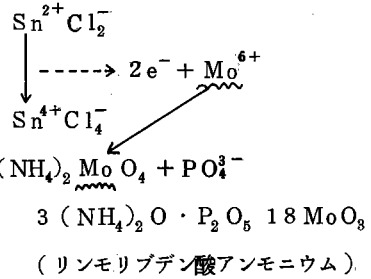 Sn²⁺Cl₂⁻
2e⁻ + Mo⁶⁺
Sn⁴⁺Cl₄⁻
(NH₄)₂MoO₄ + PO₄³⁻
3(NH₄)₂O・P₂O₅ 18MoO₃
(リンモリブデン酸アンモニウム)